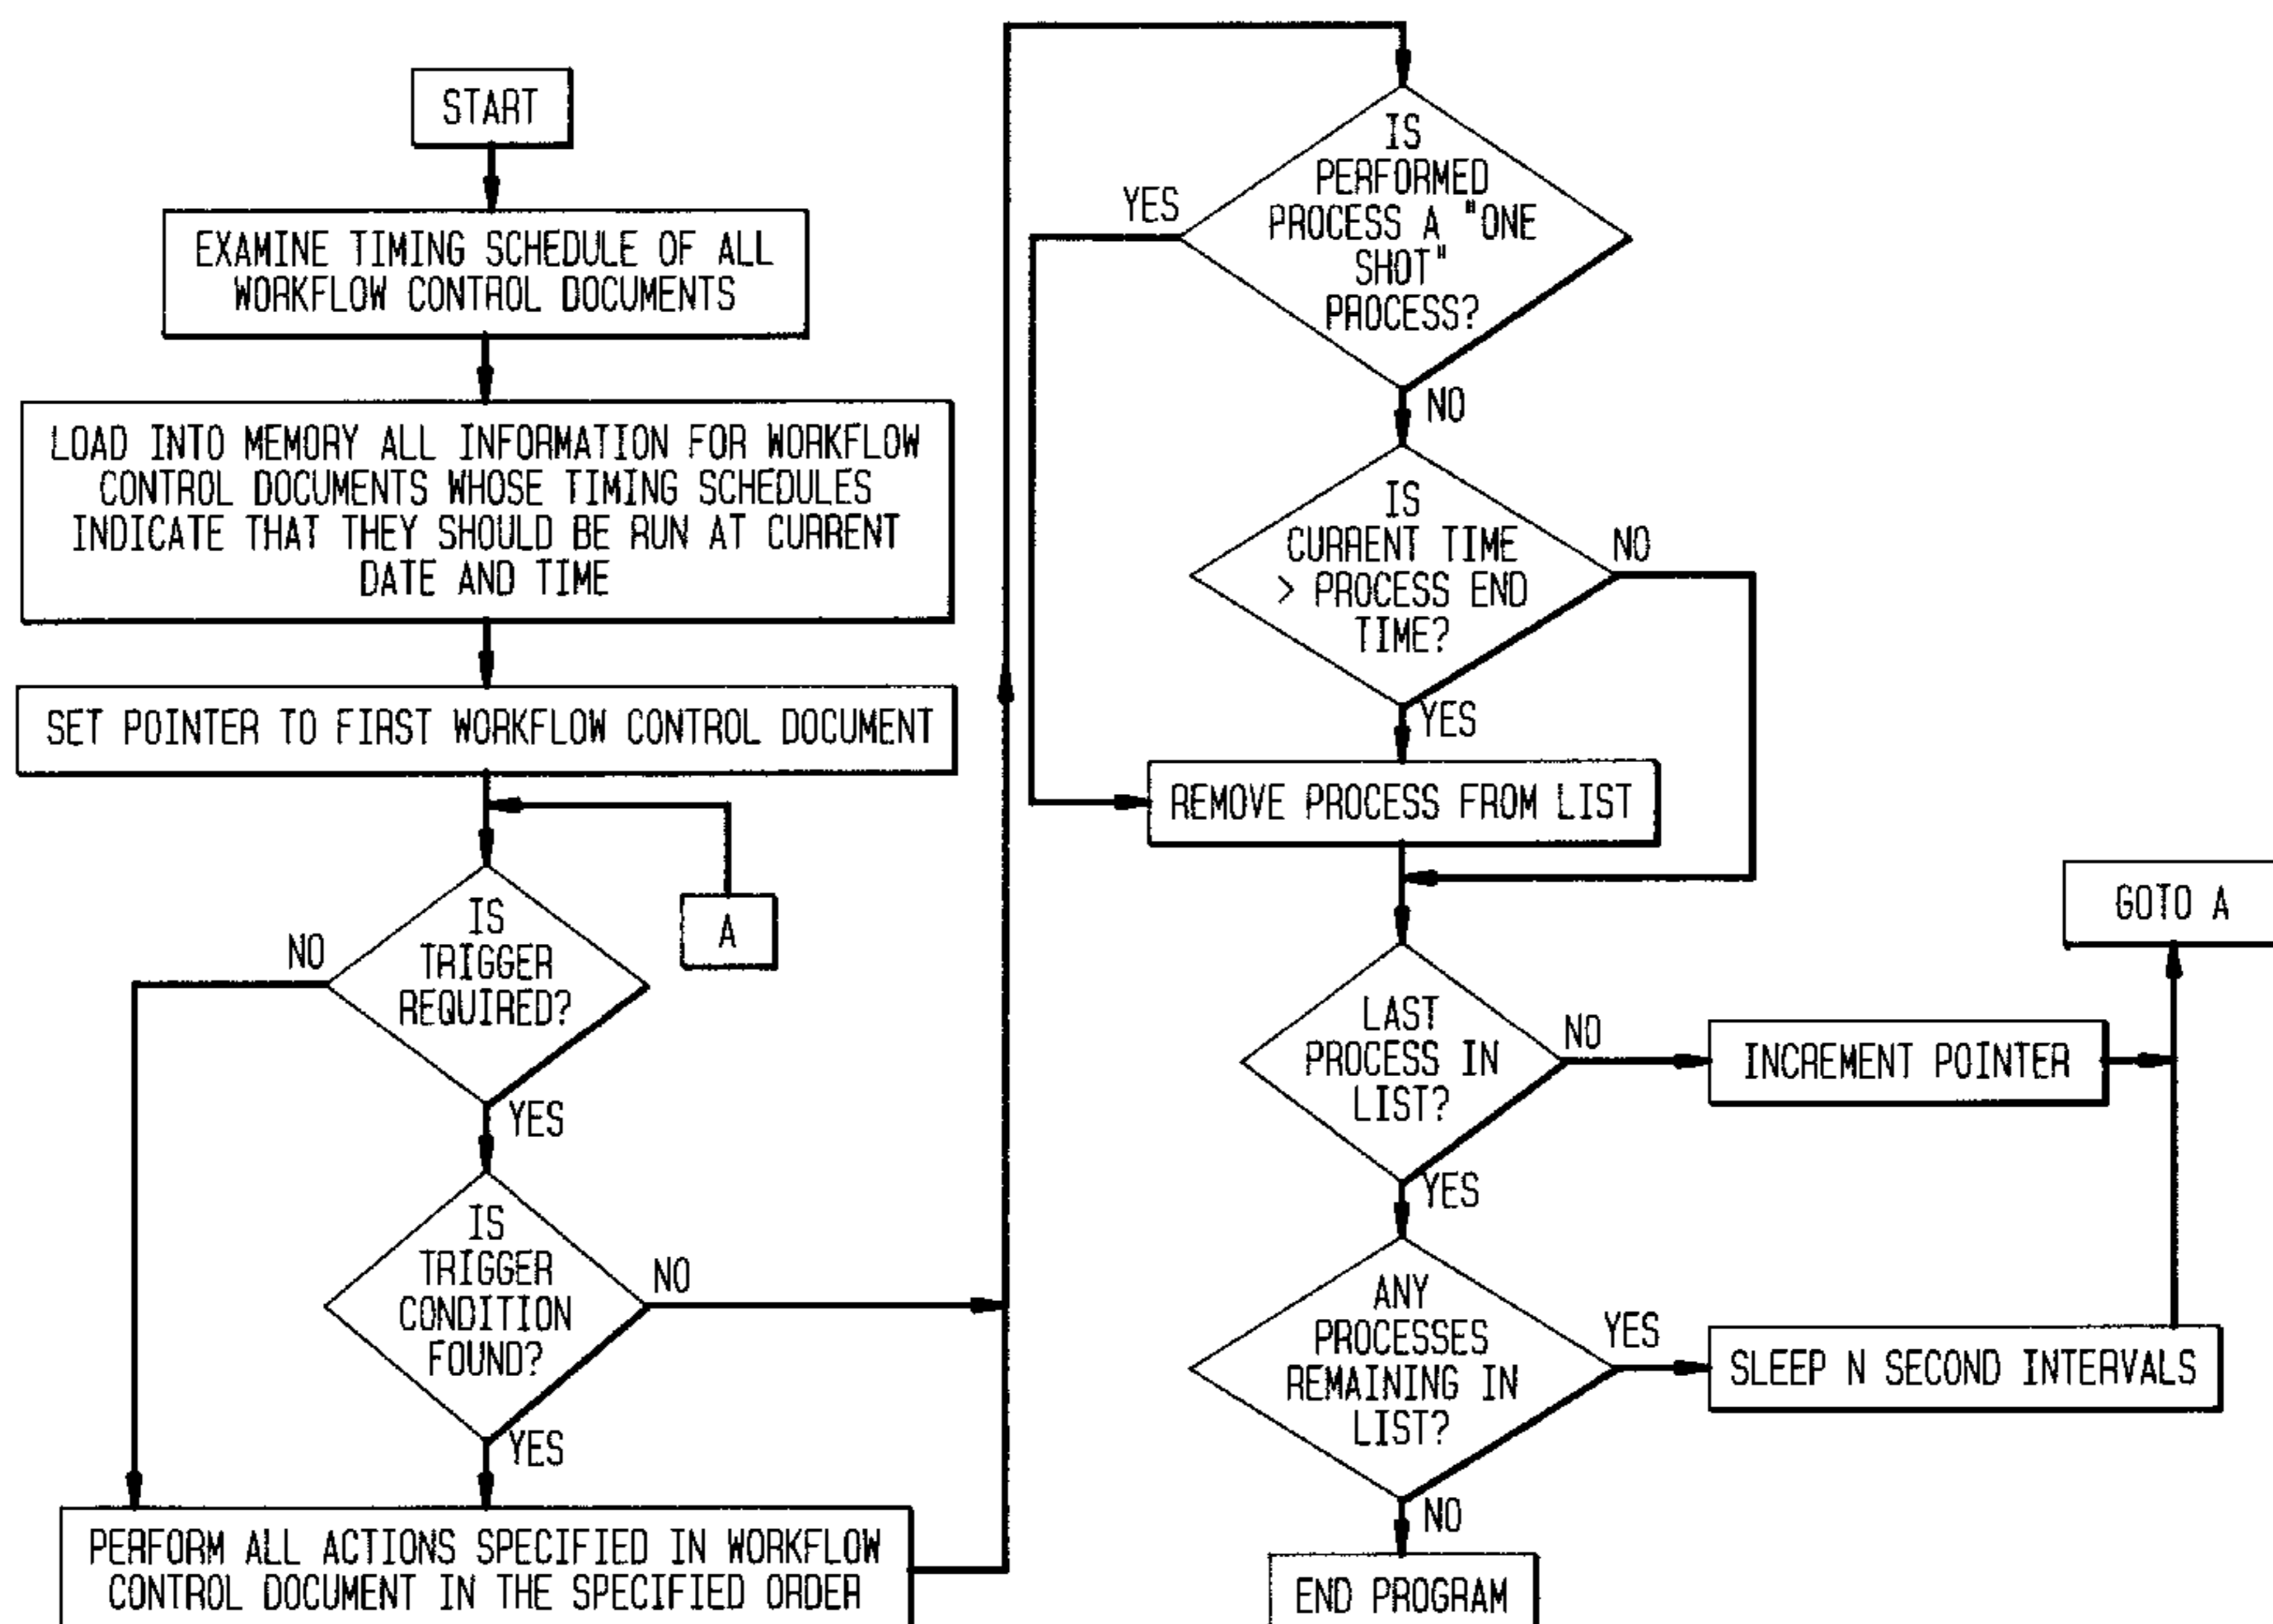 START
EXAMINE TIMING SCHEDULE OF ALL
WORKFLOW CONTROL DOCUMENTS
LOAD INTO MEMORY ALL INFORMATION FOR WORKFLOW
CONTROL DOCUMENTS WHOSE TIMING SCHEDULES
INDICATE THAT THEY SHOULD BE RUN AT CURRENT
DATE AND TIME
SET POINTER TO FIRST WORKFLOW CONTROL DOCUMENT
A
IS
TRIGGER
REQUIRED?
NO
YES
IS
TRIGGER
CONDITION
FOUND?
NO
YES
PERFORM ALL ACTIONS SPECIFIED IN WORKFLOW
CONTROL DOCUMENT IN THE SPECIFIED ORDER
IS
PERFORMED
PROCESS A "ONE
SHOT"
PROCESS?
YES
NO
IS
CURRENT TIME
> PROCESS END
TIME?
NO
YES
REMOVE PROCESS FROM LIST
LAST
PROCESS IN
LIST?
NO
INCREMENT POINTER
GOTO A
YES
ANY
PROCESSES
REMAINING IN
LIST?
YES
SLEEP N SECOND INTERVALS
NO
END PROGRAM